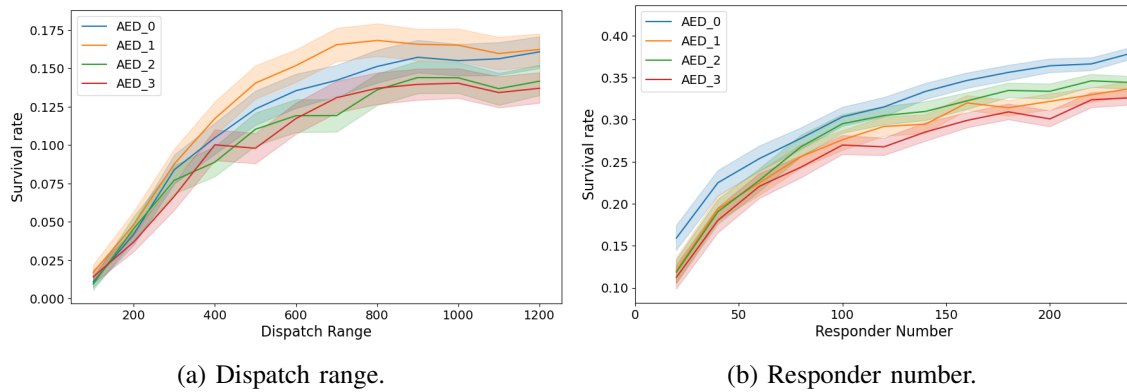 0.175
0.150
0.125
0.100
0.075
0.050
0.025
0.000
Survival rate
AED_0
AED_1
AED_2
AED_3
200 400 600 800 1000 1200
Dispatch Range
(a) Dispatch range.
0.40
0.35
0.30
0.25
0.20
0.15
0.10
Survival rate
AED_0
AED_1
AED_2
AED_3
0 50 100 150 200
Responder Number
(b) Responder number.